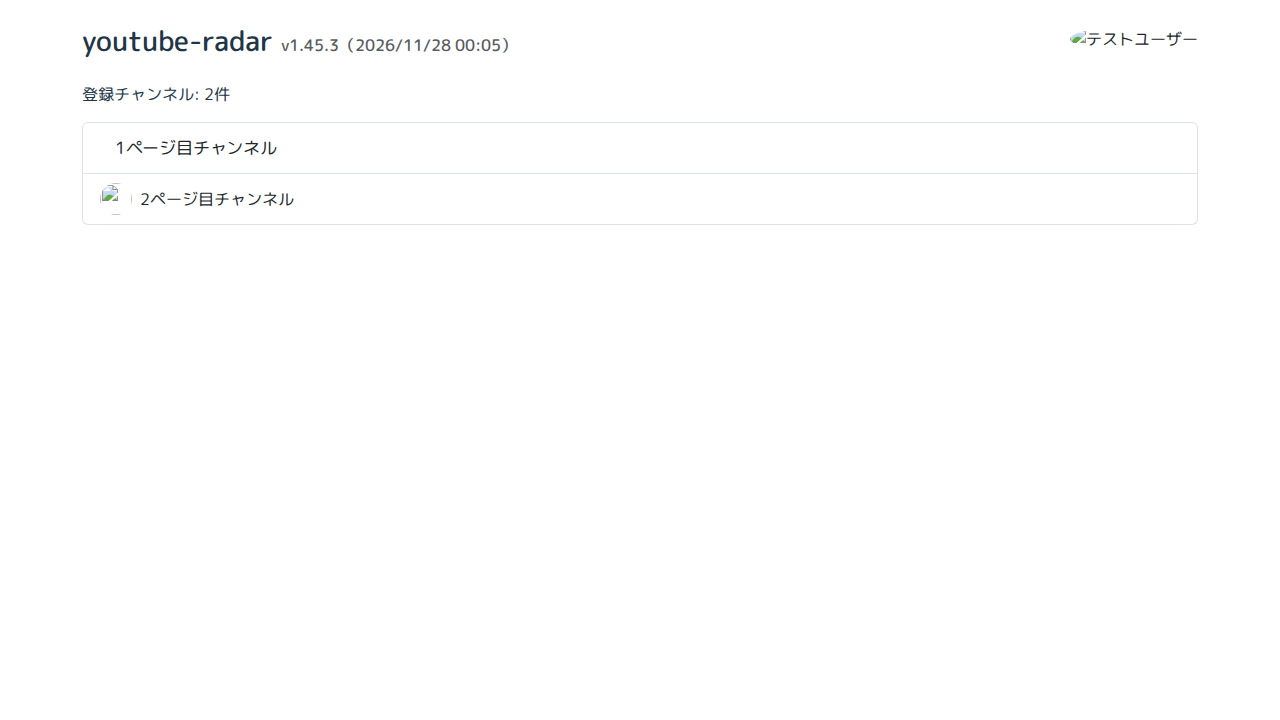 youtube-radar v1.45.3（2026/11/28 00:05）
テストユーザー
登録チャンネル: 2件
1ページ目チャンネル
2ページ目チャンネル